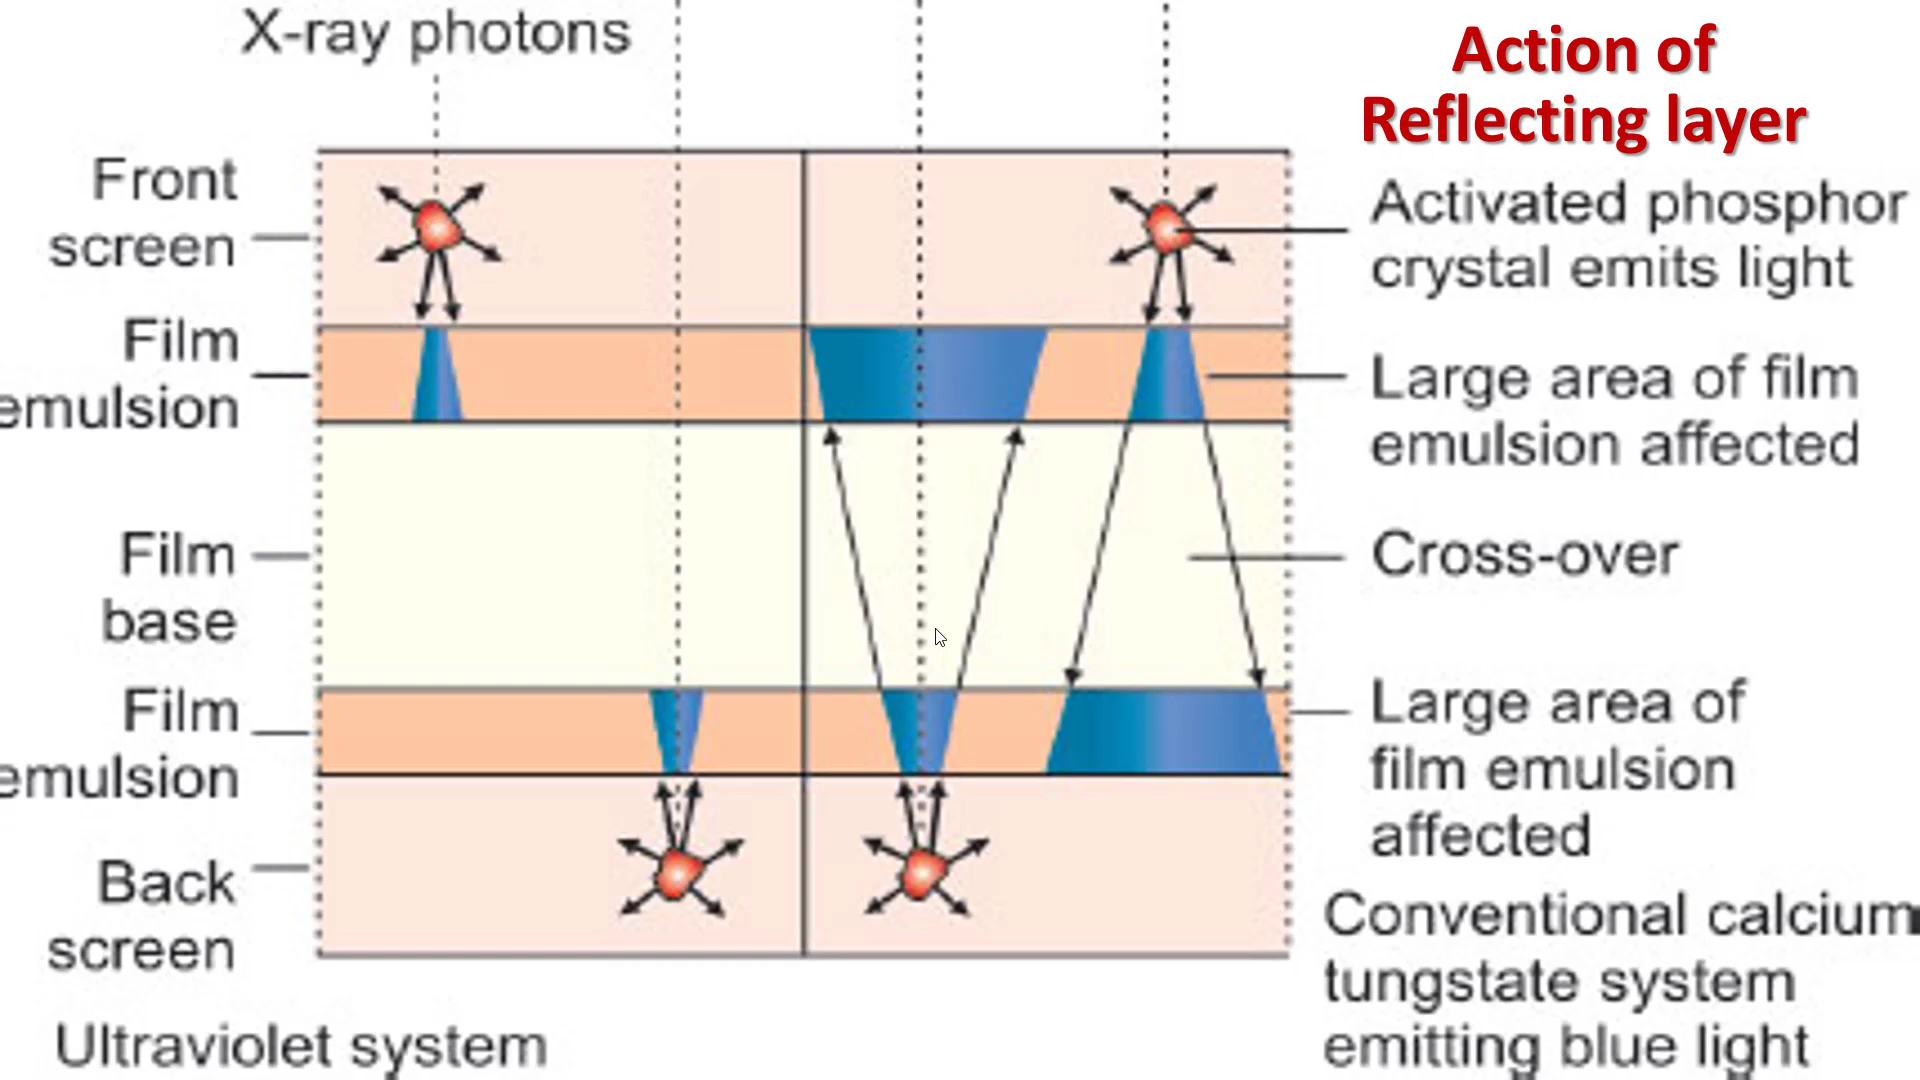 X-ray photons
Action of
Reflecting layer
Front
screen
Film
emulsion
Film
base
Film
emulsion
Back
screen
Activated phosphor
crystal emits light
Large area of film
emulsion affected
Cross-over
Large area of
film emulsion
affected
Conventional calcium
tungstate system
emitting blue light
Ultraviolet system